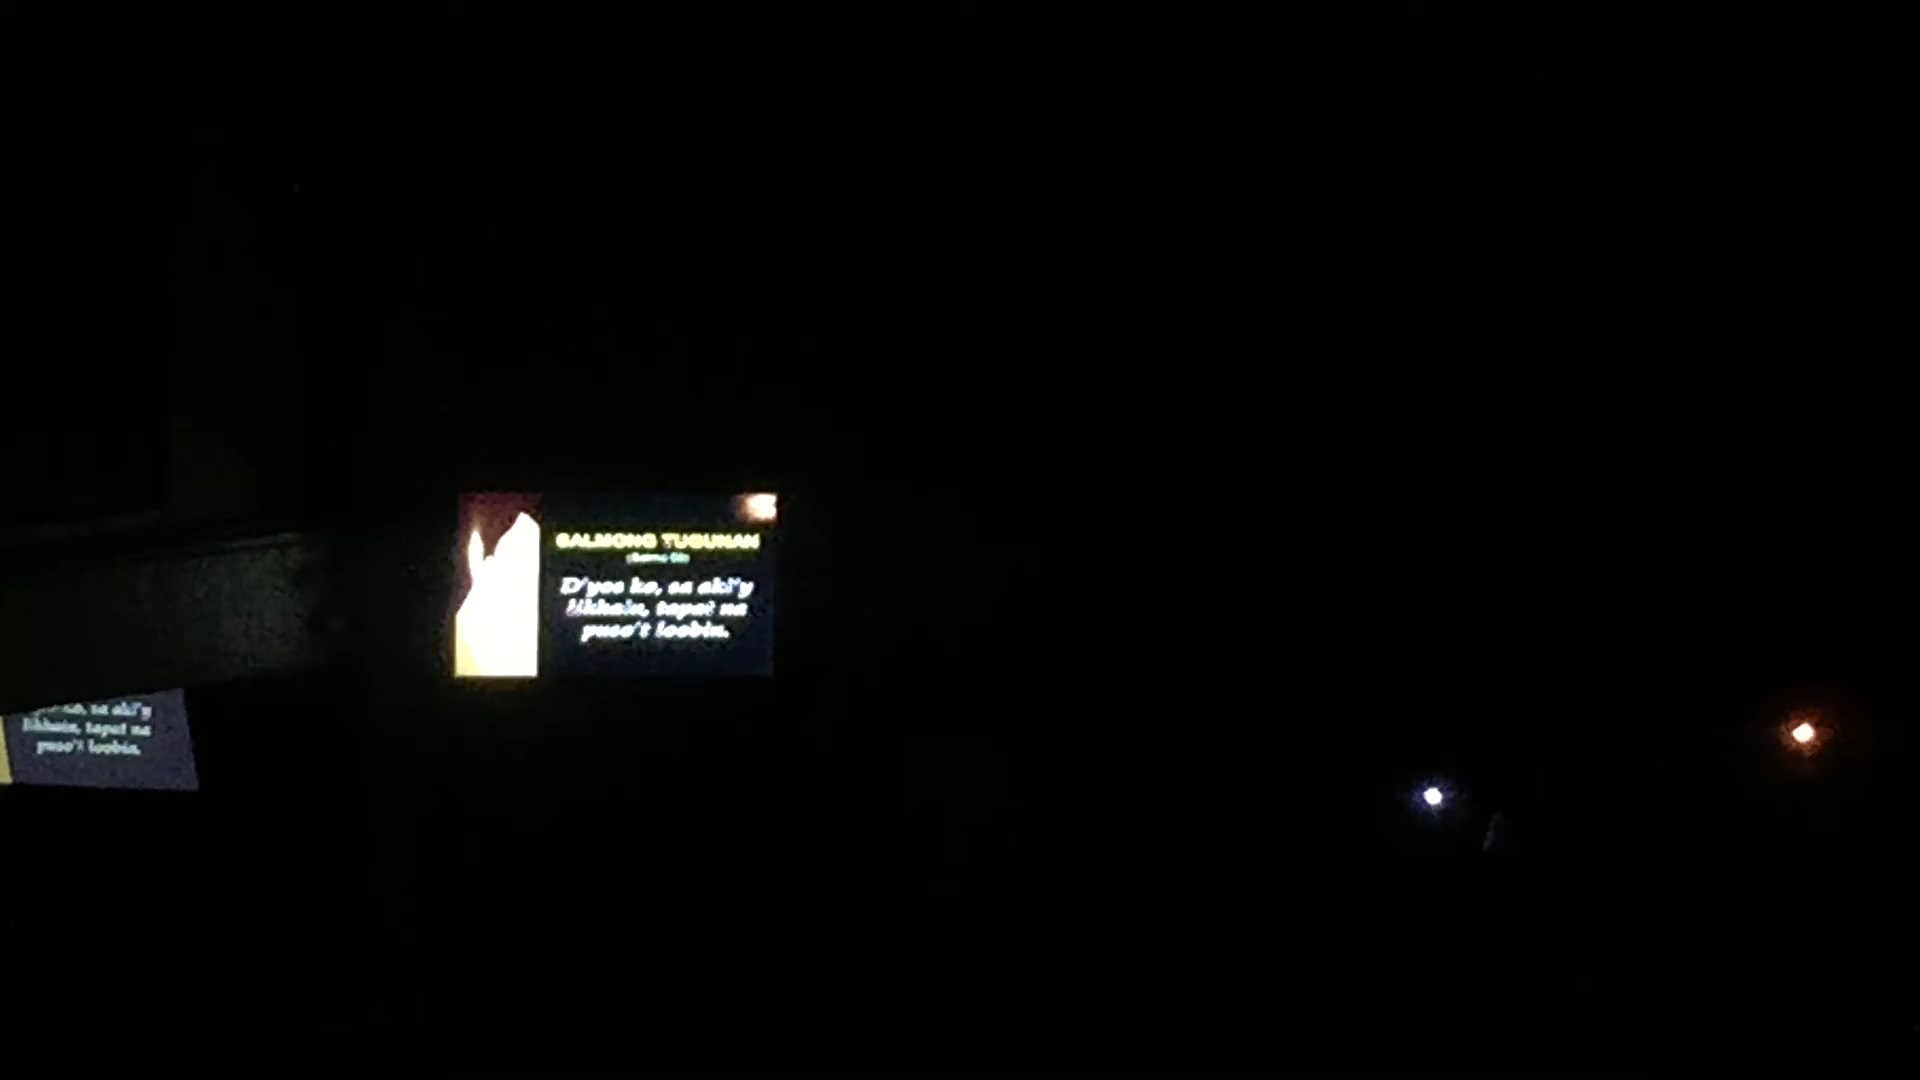 SALMONG TUGUNAN
D'yos ko, sa aki'y
likhain, tapat na
puso't loobin.
ko, sa aki'y
likhain, tapat na
puso't loobin.